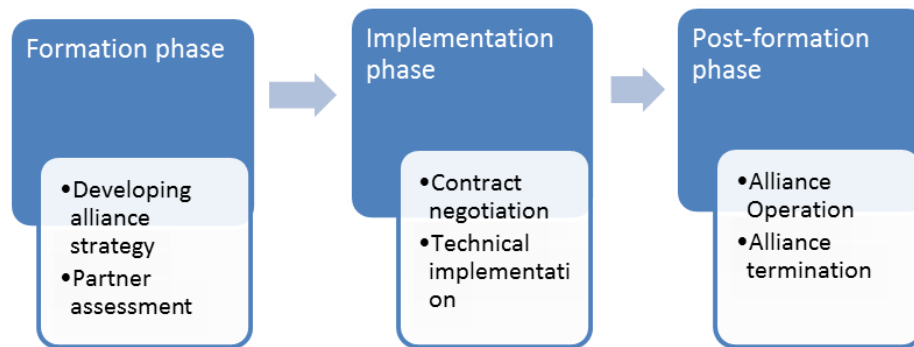 Formation phase
•Developing
alliance
strategy
•Partner
assessment
Implementation
phase
•Contract
negotiation
•Technical
implementati
on
Post-formation
phase
•Alliance
Operation
•Alliance
termination